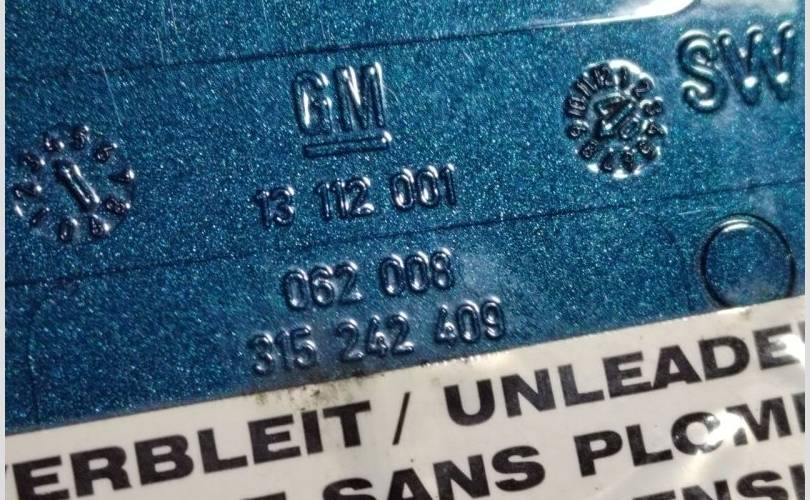 GM
SW
13 112 001
062 008
315 242 409
ERBLEIT / UNLEADE
SANS PLOM